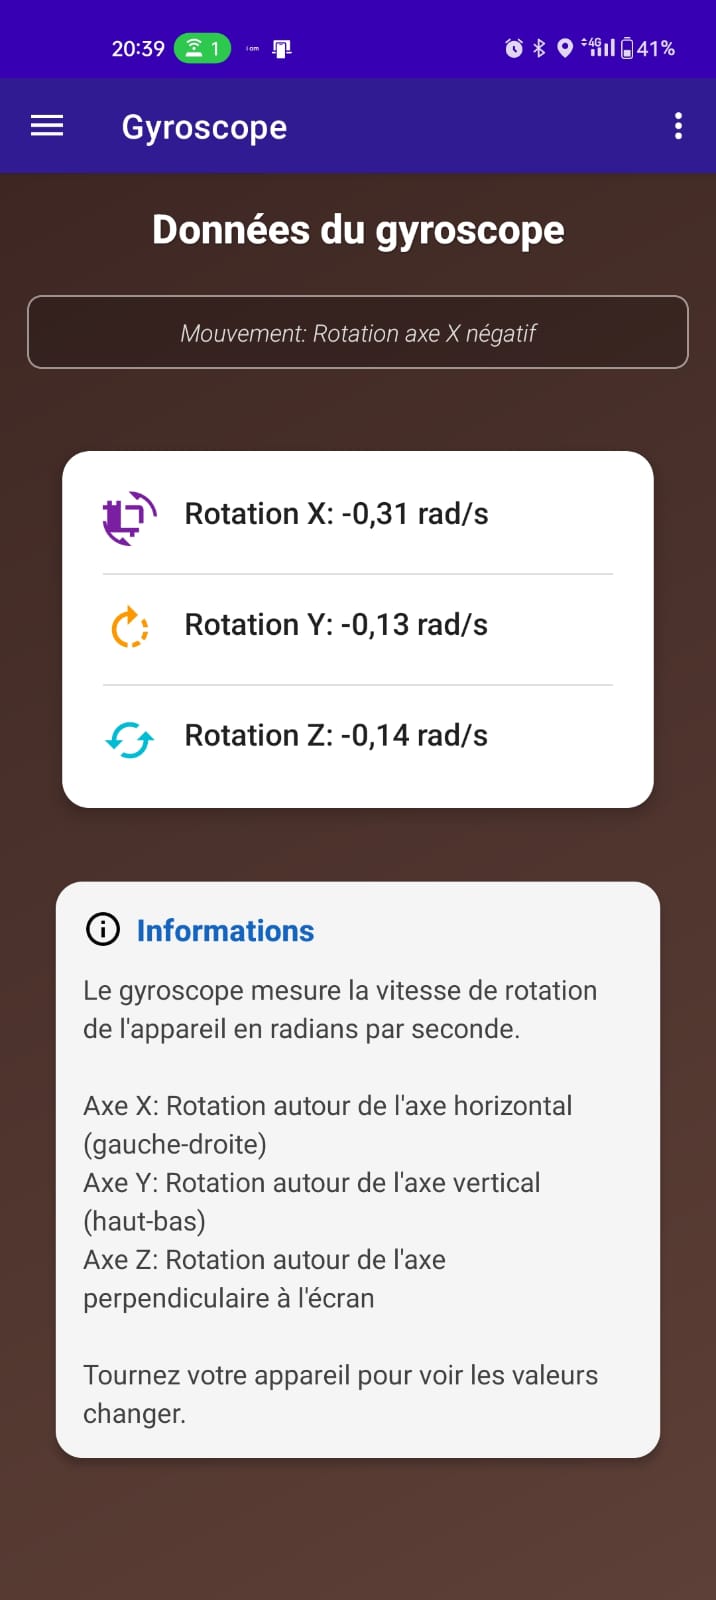 20:39 1 i am 4G 41%
Gyroscope
Données du gyroscope
Mouvement: Rotation axe X négatif
Rotation X: -0,31 rad/s
Rotation Y: -0,13 rad/s
Rotation Z: -0,14 rad/s
Informations
Le gyroscope mesure la vitesse de rotation
de l'appareil en radians par seconde.
Axe X: Rotation autour de l'axe horizontal
(gauche-droite)
Axe Y: Rotation autour de l'axe vertical
(haut-bas)
Axe Z: Rotation autour de l'axe
perpendiculaire à l'écran
Tournez votre appareil pour voir les valeurs
changer.